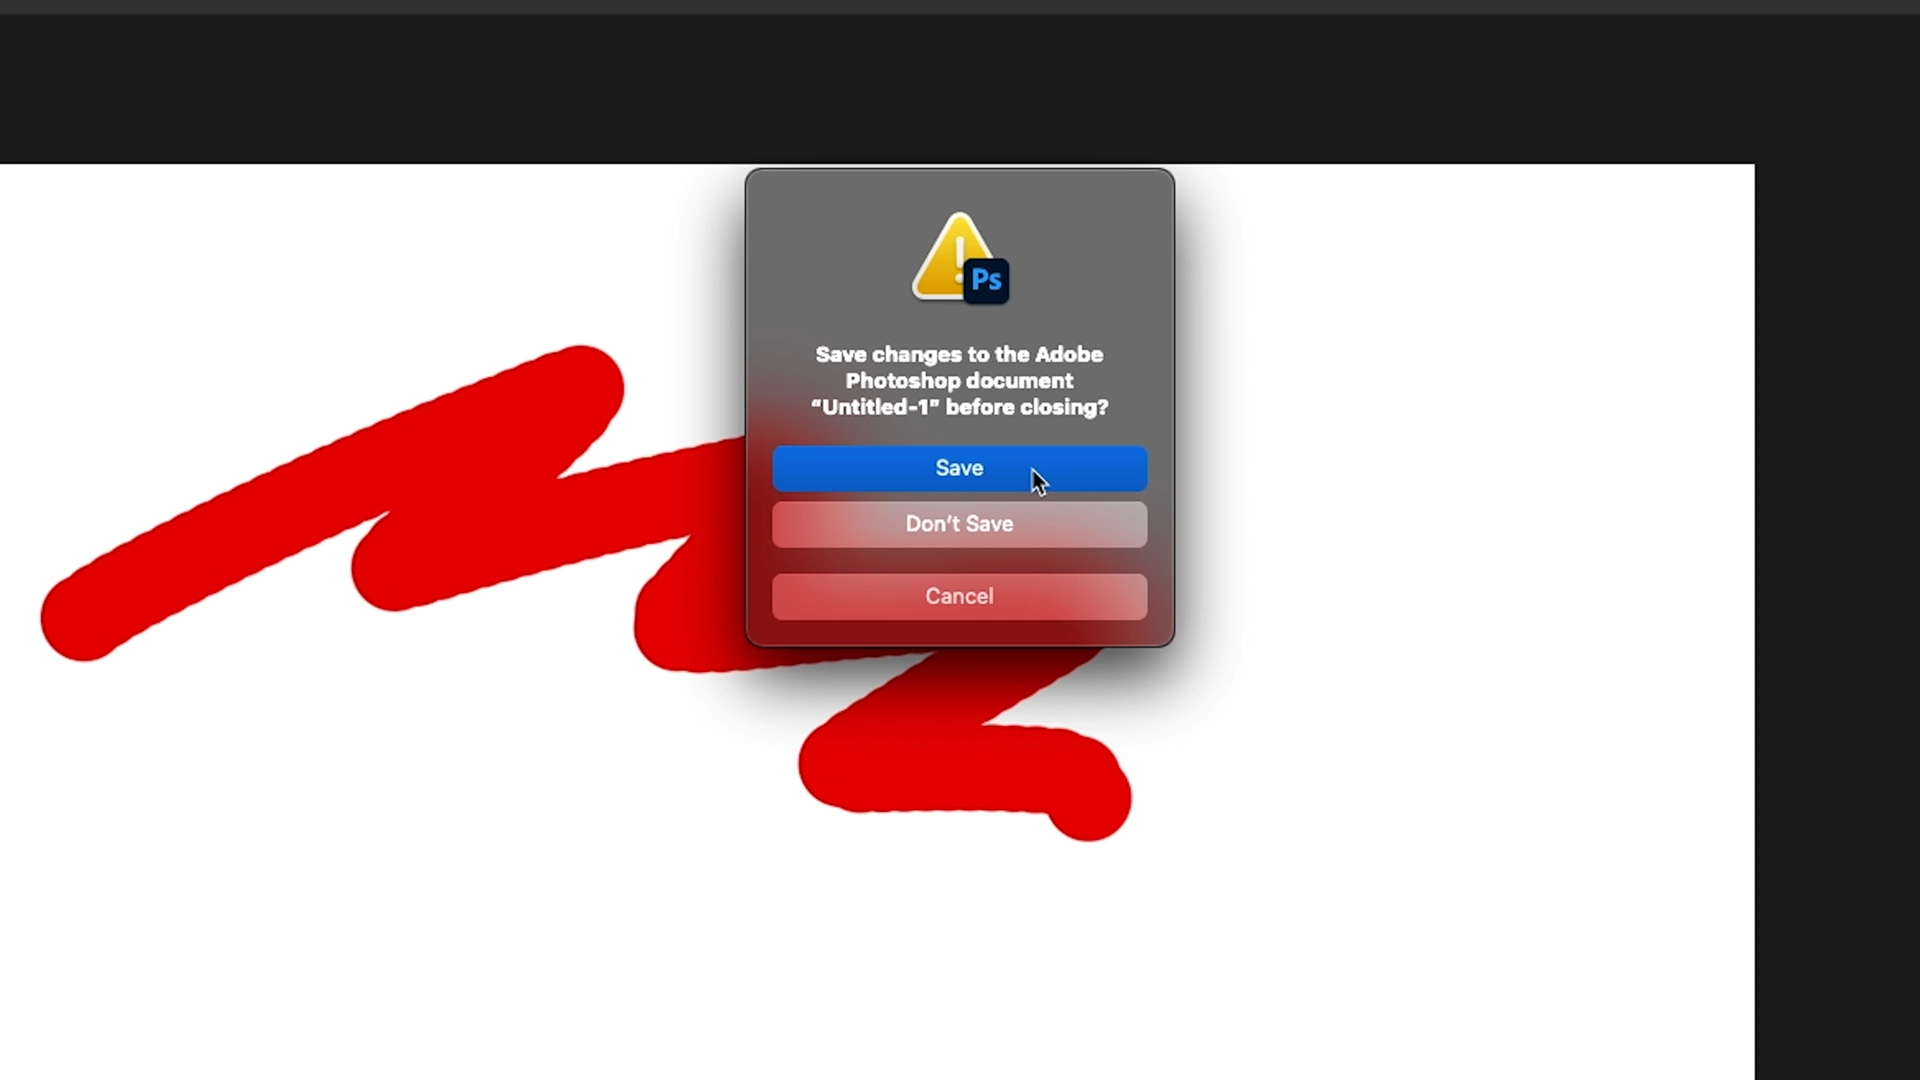 Ps
Save changes to the Adobe
Photoshop document
“Untitled-1” before closing?
Save
Don’t Save
Cancel